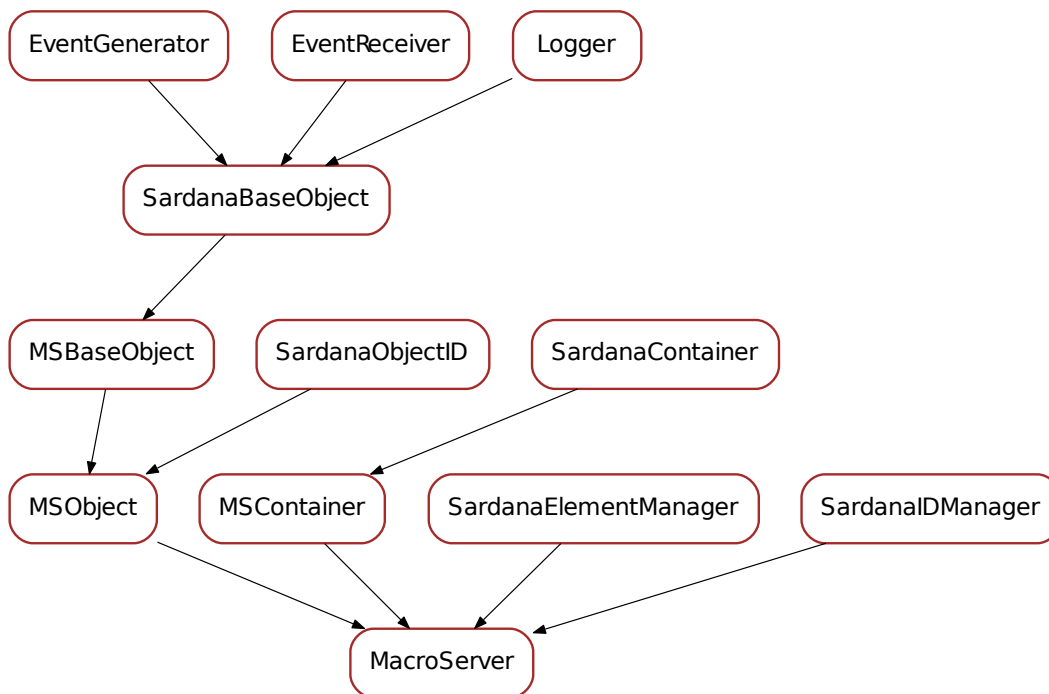 EventGenerator
EventReceiver
Logger
SardanaBaseObject
MSBaseObject
SardanaObjectID
SardanaContainer
MSObject
MSContainer
SardanaElementManager
SardanaIDManager
MacroServer